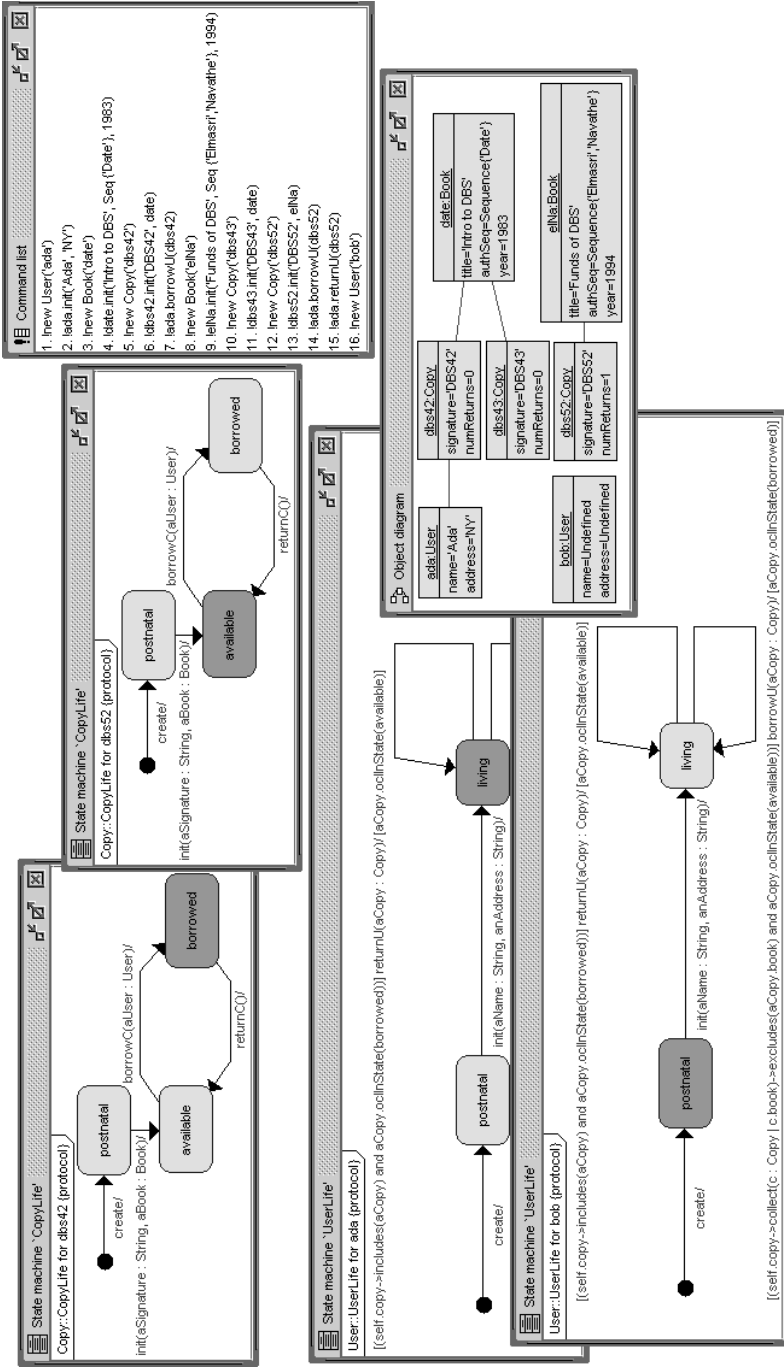 State machine `CopyLife'
Copy::CopyLife for dbs42 {protocol}
create/
postnatal
init(aSignature : String, aBook : Book)/
borrowC(aUser : User)/
available
borrowed
returnC()/
State machine `CopyLife'
Copy::CopyLife for dbs52 {protocol}
create/
postnatal
init(aSignature : String, aBook : Book)/
borrowC(aUser : User)/
available
borrowed
returnC()/
Command list
1. !new User('ada')
2. !ada.init('Ada', 'NY')
3. !new Book('date')
4. !date.init('Intro to DBS', Seq {'Date'}, 1983)
5. !new Copy('dbs42')
6. !dbs42.init('DBS42', date)
7. !ada.borrowU(dbs42)
8. !new Book('elNa')
9. !elNa.init('Funds of DBS', Seq {'Elmasri','Navathe'}, 1994)
10. !new Copy('dbs43')
11. !dbs43.init('DBS43', date)
12. !new Copy('dbs52')
13. !dbs52.init('DBS52', elNa)
14. !ada.borrowU(dbs52)
15. !ada.returnU(dbs52)
16. !new User('bob')
State machine `UserLife'
User::UserLife for ada {protocol}
[(self.copy->includes(aCopy) and aCopy.oclInState(borrowed))] returnU(aCopy : Copy)/ [aCopy.oclInState(available)]
create/
postnatal
init(aName : String, anAddress : String)/
living
Object diagram
ada:User
name='Ada'
address='NY'
dbs42:Copy
signature='DBS42'
numReturns=0
date:Book
title='Intro to DBS'
authSeq=Sequence{'Date'}
year=1983
dbs43:Copy
signature='DBS43'
numReturns=0
bob:User
name=Undefined
address=Undefined
dbs52:Copy
signature='DBS52'
numReturns=1
elNa:Book
title='Funds of DBS'
authSeq=Sequence{'Elmasri','Navathe'}
year=1994
State machine `UserLife'
User::UserLife for bob {protocol}
[(self.copy->includes(aCopy) and aCopy.oclInState(borrowed))] returnU(aCopy : Copy)/ [aCopy.oclInState(available)]
create/
postnatal
init(aName : String, anAddress : String)/
living
[(self.copy->collect(c : Copy | c.book)->excludes(aCopy.book) and aCopy.oclInState(available))] borrowU(aCopy : Copy)/ [aCopy.oclInState(borrowed)]